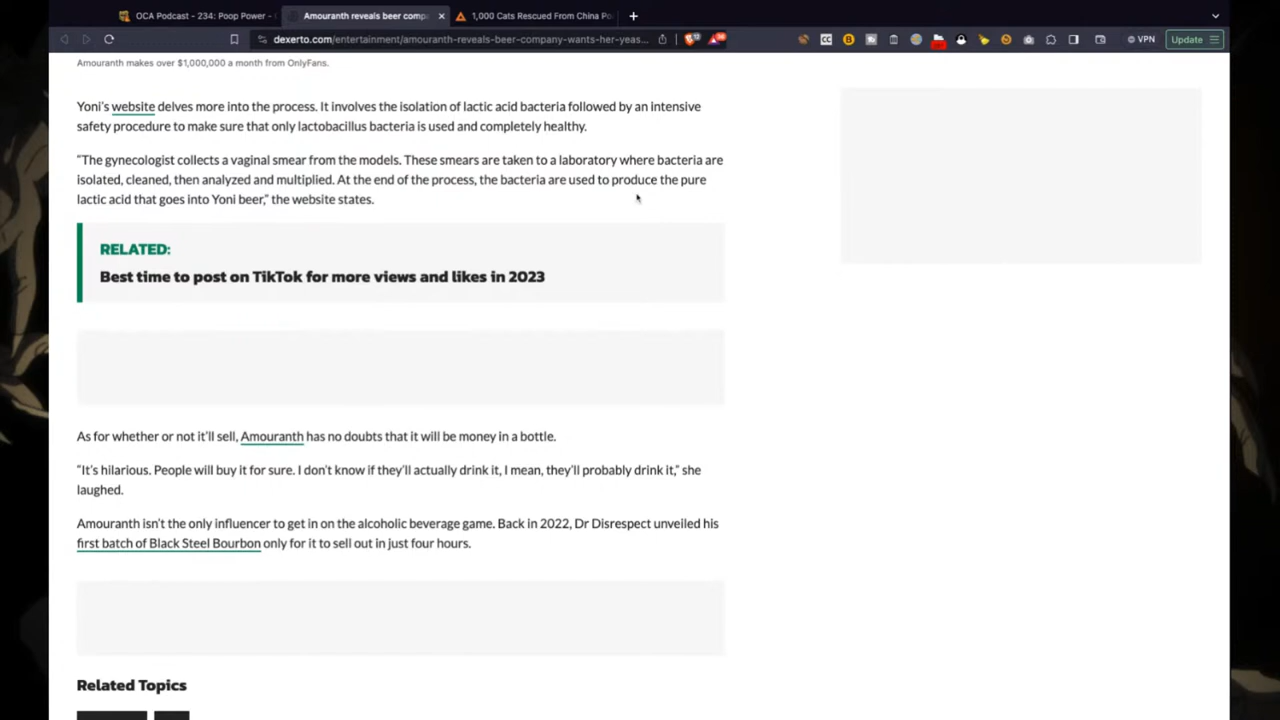 OCA Podcast - 234: Poop Power -
Amouranth reveals beer comp
1,000 Cats Rescued From China Po
dexerto.com/entertainment/amouranth-reveals-beer-company-wants-her-yeas...
VPN
Update
Amouranth makes over $1,000,000 a month from OnlyFans.
Yoni's website delves more into the process. It involves the isolation of lactic acid bacteria followed by an intensive
safety procedure to make sure that only lactobacillus bacteria is used and completely healthy.
"The gynecologist collects a vaginal smear from the models. These smears are taken to a laboratory where bacteria are
isolated, cleaned, then analyzed and multiplied. At the end of the process, the bacteria are used to produce the pure
lactic acid that goes into Yoni beer," the website states.
RELATED:
Best time to post on TikTok for more views and likes in 2023
As for whether or not it'll sell, Amouranth has no doubts that it will be money in a bottle.
"It's hilarious. People will buy it for sure. I don't know if they'll actually drink it, I mean, they'll probably drink it," she
laughed.
Amouranth isn't the only influencer to get in on the alcoholic beverage game. Back in 2022, Dr Disrespect unveiled his
first batch of Black Steel Bourbon only for it to sell out in just four hours.
Related Topics